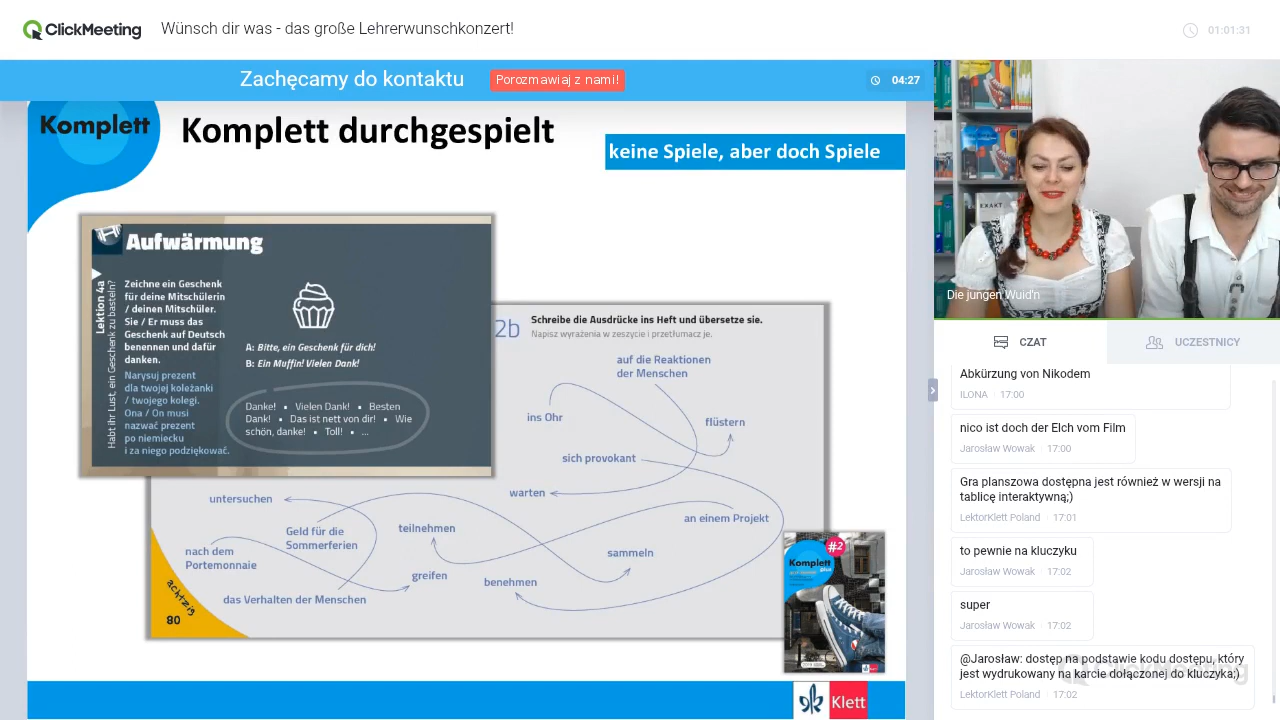 ClickMeeting
Wünsch dir was - das große Lehrerwunschkonzert!
01:01:31
Zachęcamy do kontaktu
Porozmawiaj z nami!
04:27
Komplett
Komplett durchgespielt
keine Spiele, aber doch Spiele
Aufwärmung
Lektion 4a
Habt ihr Lust, ein Geschenk zu basteln?
Zeichne ein Geschenk
für deine Mitschülerin
/ deinen Mitschüler.
Sie / Er muss das
Geschenk auf Deutsch
benennen und dafür
danken.
Narysuj prezent
dla twojej koleżanki
/ twojego kolegi.
Ona / On musi
nazwać prezent
po niemiecku
i za niego podziękować.
A: Bitte, ein Geschenk für dich!
B: Ein Muffin! Vielen Dank!
Danke! • Vielen Dank! • Besten
Dank! • Das ist nett von dir! • Wie
schön, danke! • Toll! • ...
2b
Schreibe die Ausdrücke ins Heft und übersetze sie.
Napisz wyrażenia w zeszycie i przetłumacz je.
auf die Reaktionen
der Menschen
ins Ohr
flüstern
sich provokant
warten
untersuchen
an einem Projekt
Geld für die
Sommerferien
teilnehmen
nach dem
Portemonnaie
sammeln
greifen
benehmen
das Verhalten der Menschen
achtzig
80
#2
Komplett
plus
Klett
EXAKT
Die jungen Wuid'n
CZAT
UCZESTNICY
Abkürzung von Nikodem
ILONA 17:00
nico ist doch der Elch vom Film
Jarosław Wowak 17:00
Gra planszowa dostępna jest również w wersji na
tablicę interaktywną;)
LektorKlett Poland 17:01
to pewnie na kluczyku
Jarosław Wowak 17:02
super
Jarosław Wowak 17:02
@Jarosław: dostęp na podstawie kodu dostępu, który
jest wydrukowany na karcie dołączonej do kluczyka;)
LektorKlett Poland 17:02
ClickMeeting